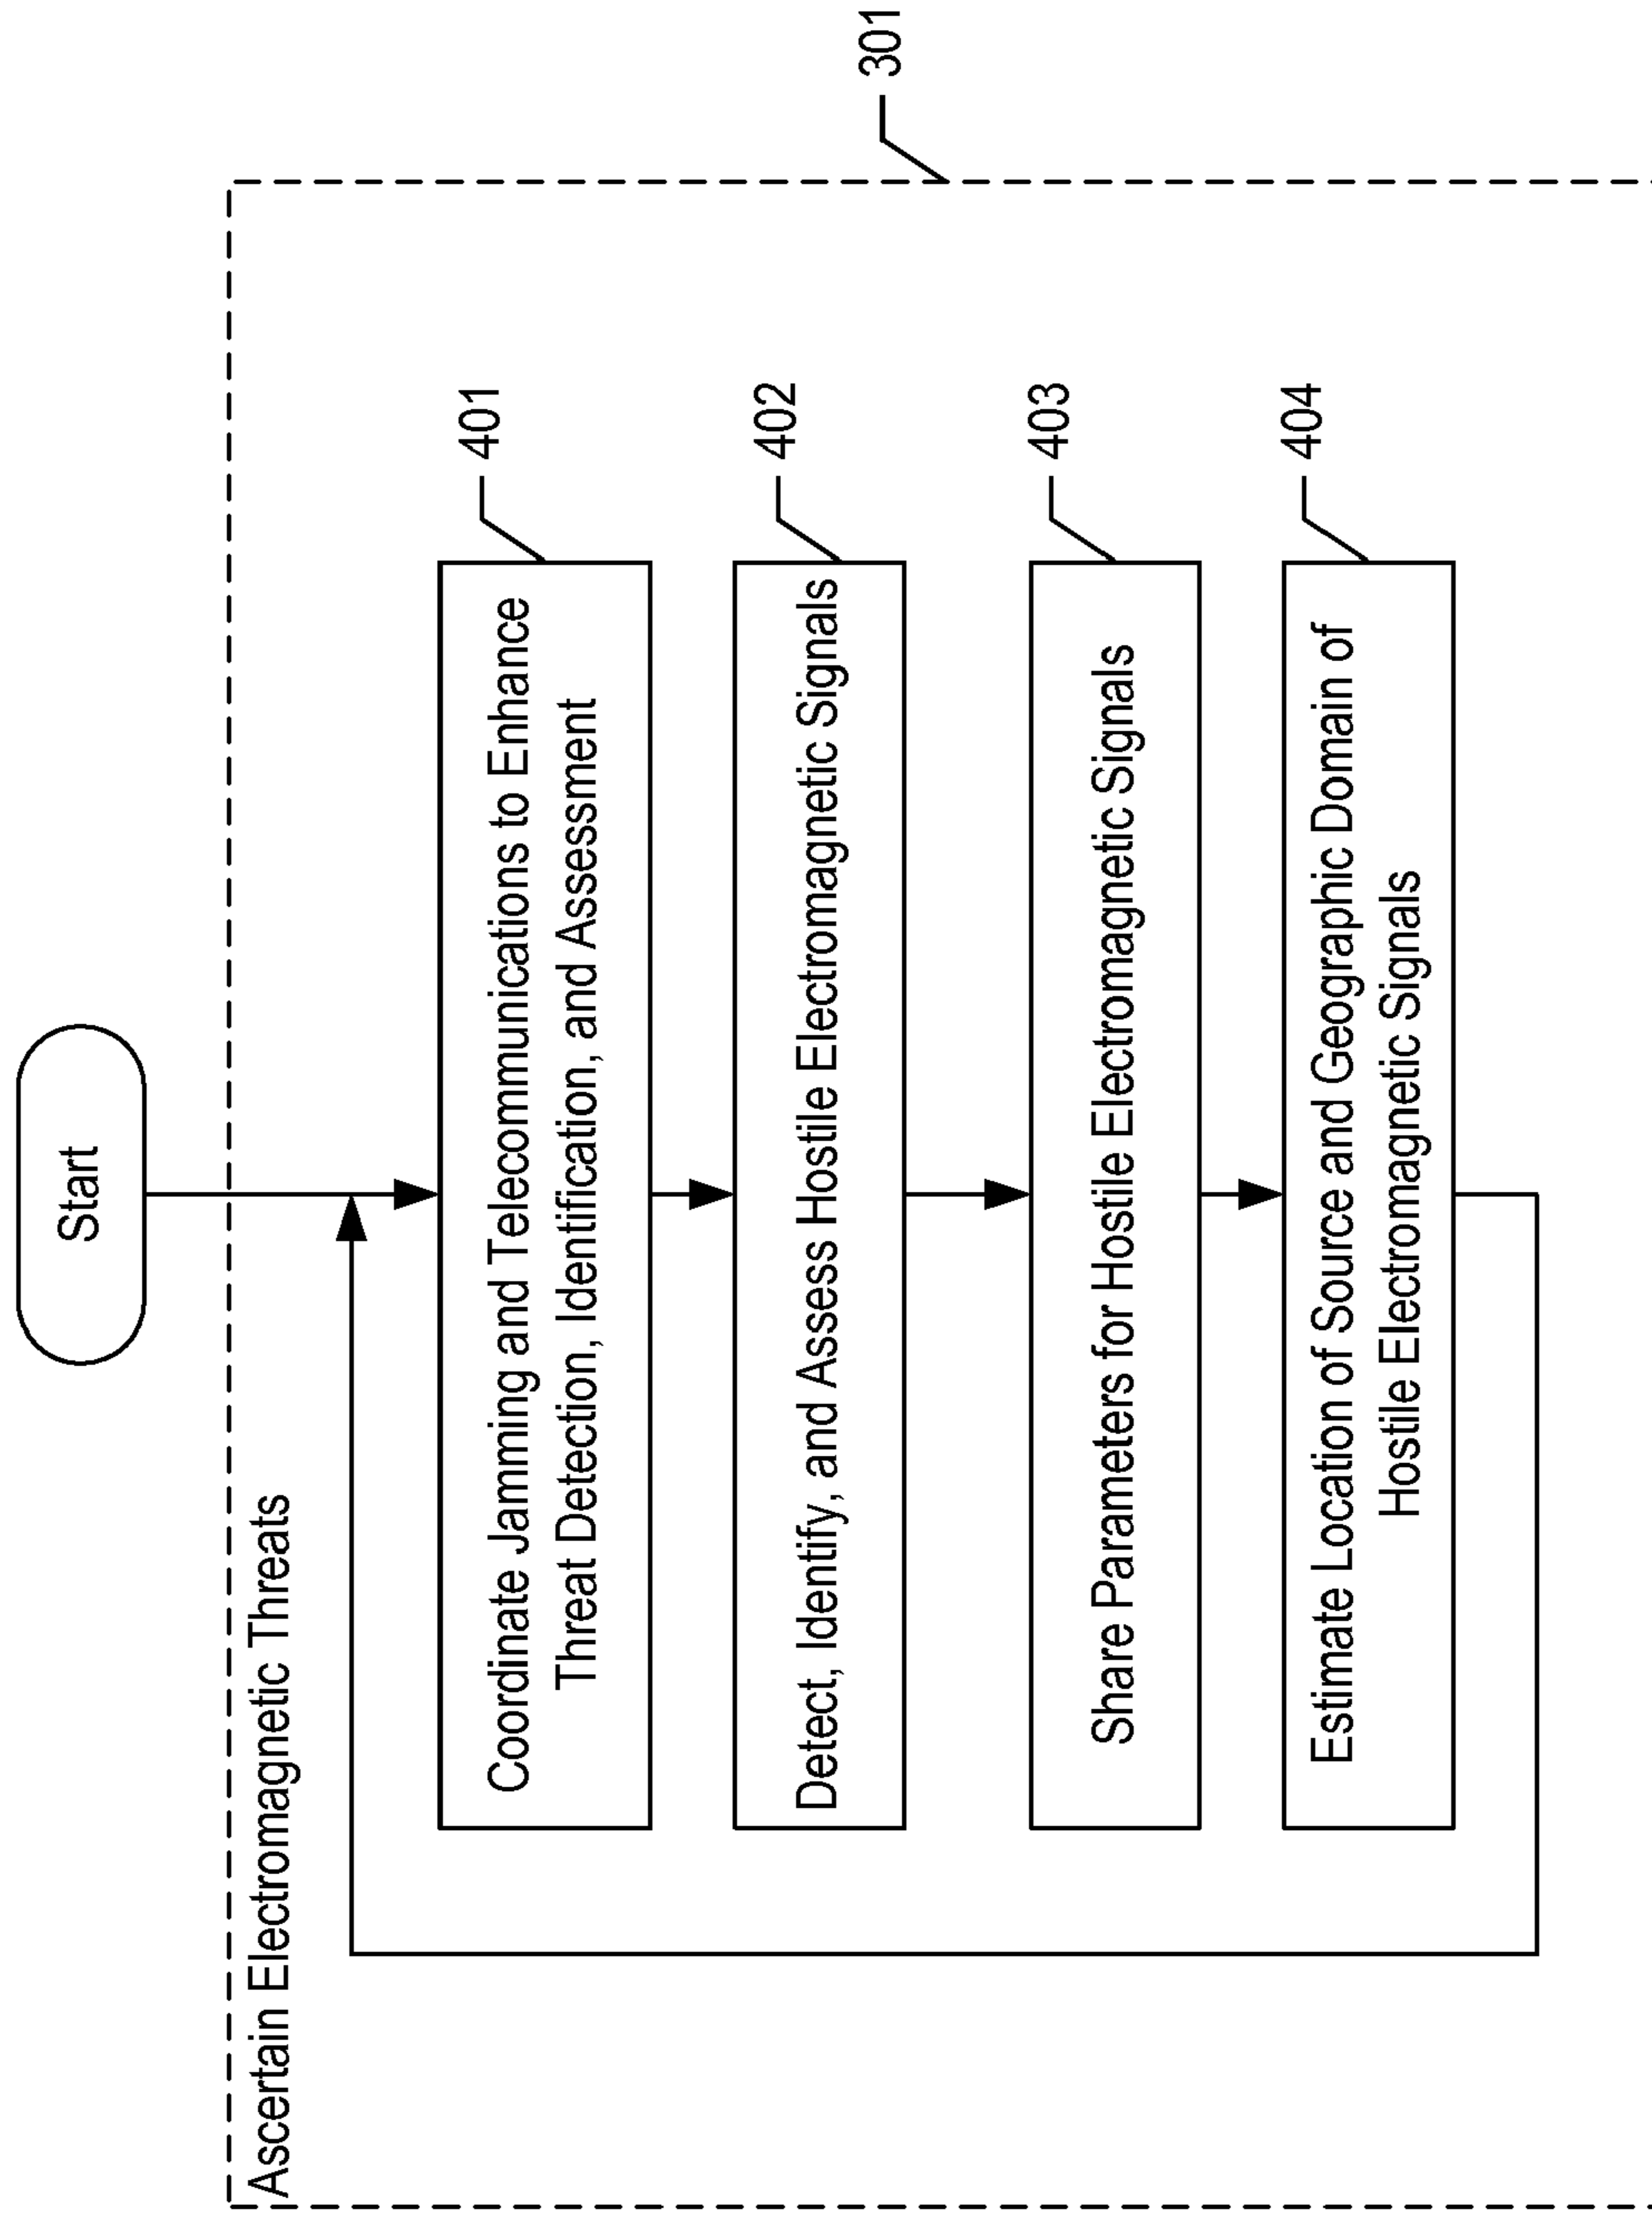 Start
Ascertain Electromagnetic Threats
301
Coordinate Jamming and Telecommunications to Enhance
Threat Detection, Identification, and Assessment
401
Detect, Identify, and Assess Hostile Electromagnetic Signals
402
Share Parameters for Hostile Electromagnetic Signals
403
Estimate Location of Source and Geographic Domain of
Hostile Electromagnetic Signals
404